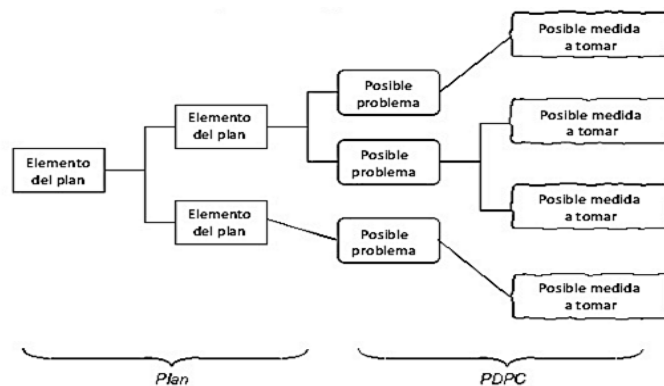 Elemento
del plan
Elemento
del plan
Elemento
del plan
Posible
problema
Posible
problema
Posible
problema
Posible medida
a tomar
Posible medida
a tomar
Posible medida
a tomar
Posible medida
a tomar
Plan
PDPC